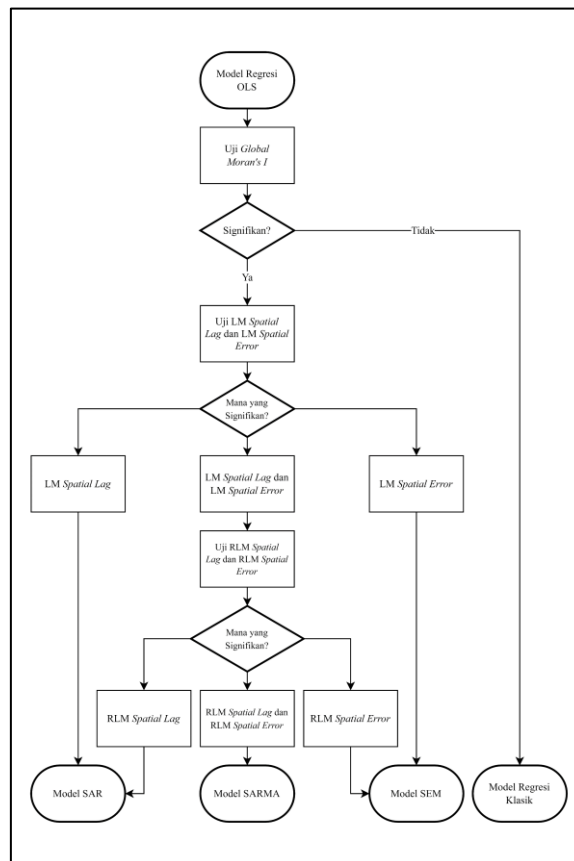 Model Regresi
OLS
Uji Global
Moran's I
Signifikan?
Tidak
Ya
Uji LM Spatial
Lag dan LM Spatial
Error
Mana yang
Signifikan?
LM Spatial Lag
LM Spatial Lag dan
LM Spatial Error
LM Spatial Error
Uji RLM Spatial
Lag dan RLM Spatial
Error
Mana yang
Signifikan?
RLM Spatial Lag
RLM Spatial Lag dan
RLM Spatial Error
RLM Spatial Error
Model SAR
Model SARMA
Model SEM
Model Regresi
Klasik